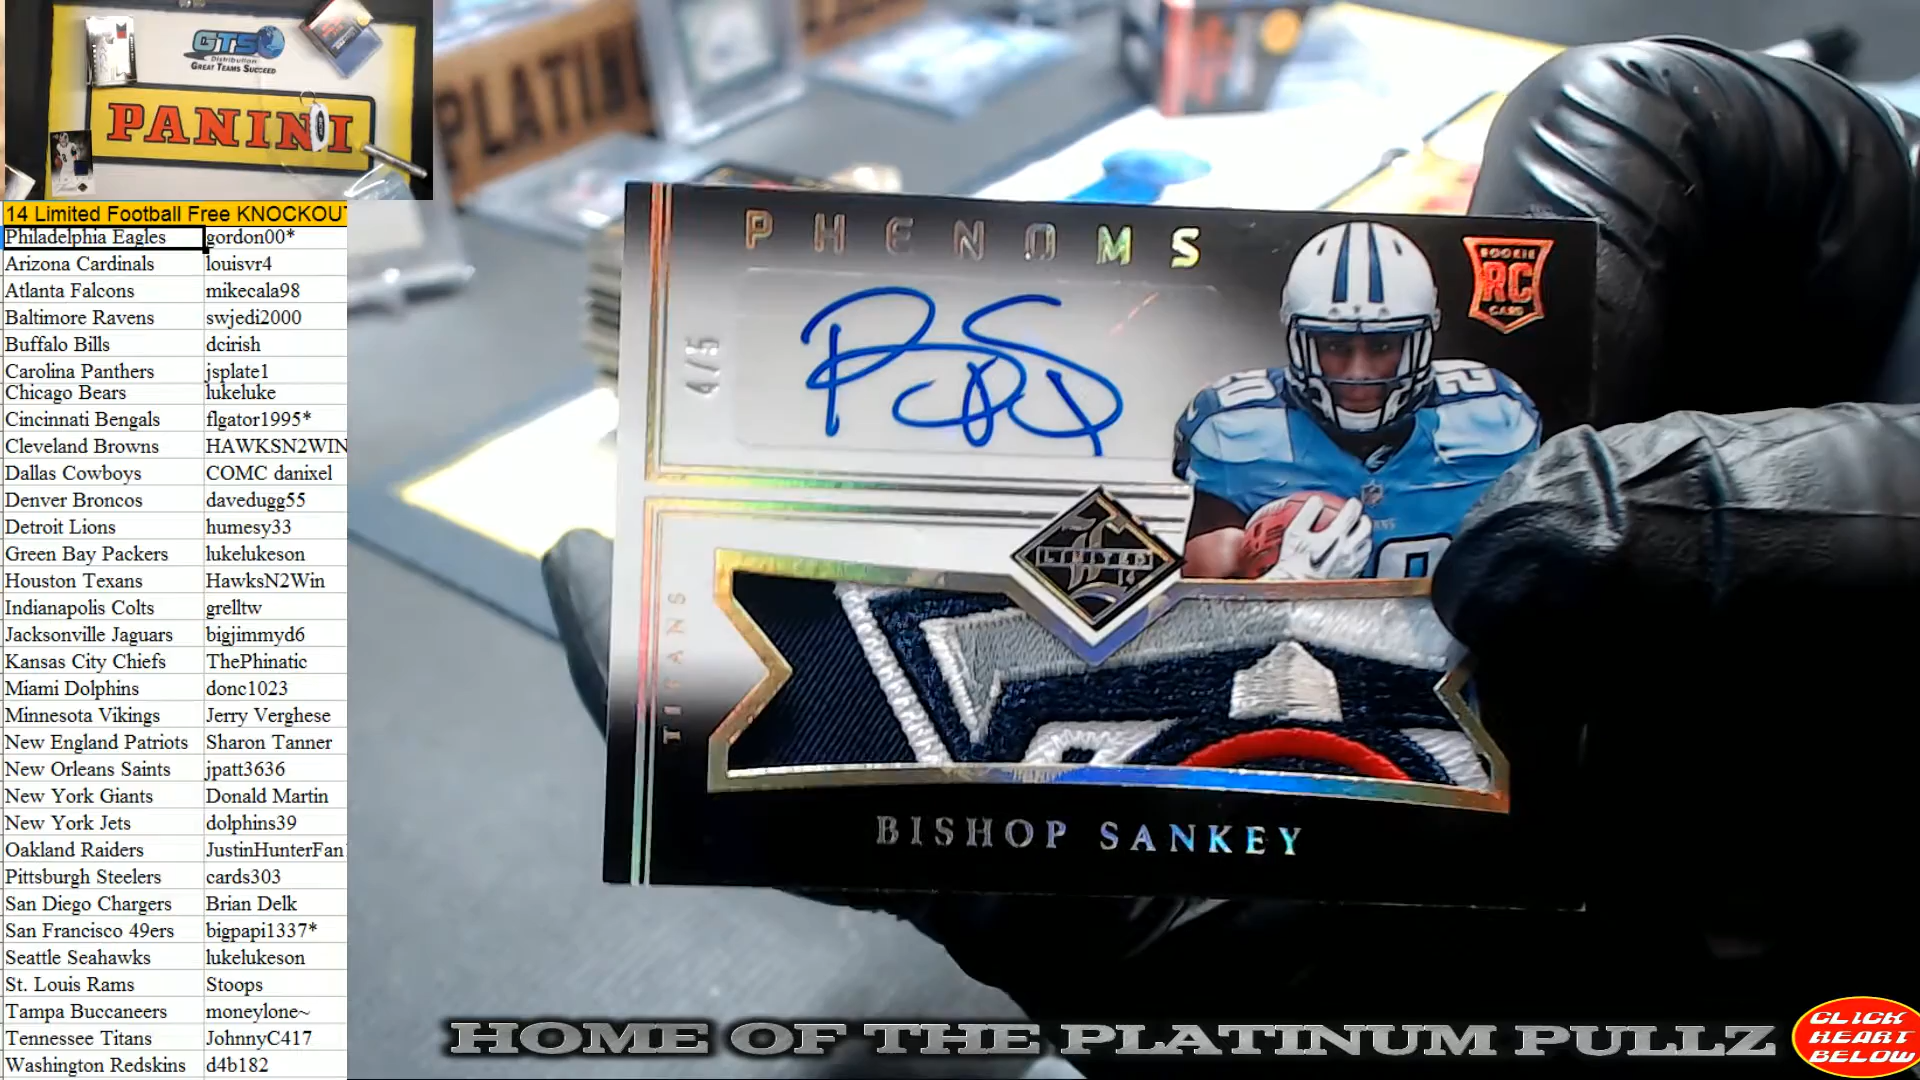 GTS
Distribution
GREAT TEAMS SUCCEED
PANINI
PLATINU
14 Limited Football Free KNOCKOUT
Philadelphia Eagles gordon00*
Arizona Cardinals louisvr4
Atlanta Falcons mikecala98
Baltimore Ravens swjedi2000
Buffalo Bills dcirish
Carolina Panthers jsplate1
Chicago Bears lukeluke
Cincinnati Bengals flgator1995*
Cleveland Browns HAWKSN2WIN
Dallas Cowboys COMC danixel
Denver Broncos davedugg55
Detroit Lions humesy33
Green Bay Packers lukelukeson
Houston Texans HawksN2Win
Indianapolis Colts grelltw
Jacksonville Jaguars bigjimmyd6
Kansas City Chiefs ThePhinatic
Miami Dolphins donc1023
Minnesota Vikings Jerry Verghese
New England Patriots Sharon Tanner
New Orleans Saints jpatt3636
New York Giants Donald Martin
New York Jets dolphins39
Oakland Raiders JustinHunterFan
Pittsburgh Steelers cards303
San Diego Chargers Brian Delk
San Francisco 49ers bigpapi1337*
Seattle Seahawks lukelukeson
St. Louis Rams Stoops
Tampa Buccaneers moneylone~
Tennessee Titans JohnnyC417
Washington Redskins d4b182
PHENOMS
ROOKIE
RC
CARD
4/5
20
20
LIMITED
14
TITANS
BISHOP SANKEY
HOME OF THE PLATINUM PULLZ
CLICK
HEART
BELOW